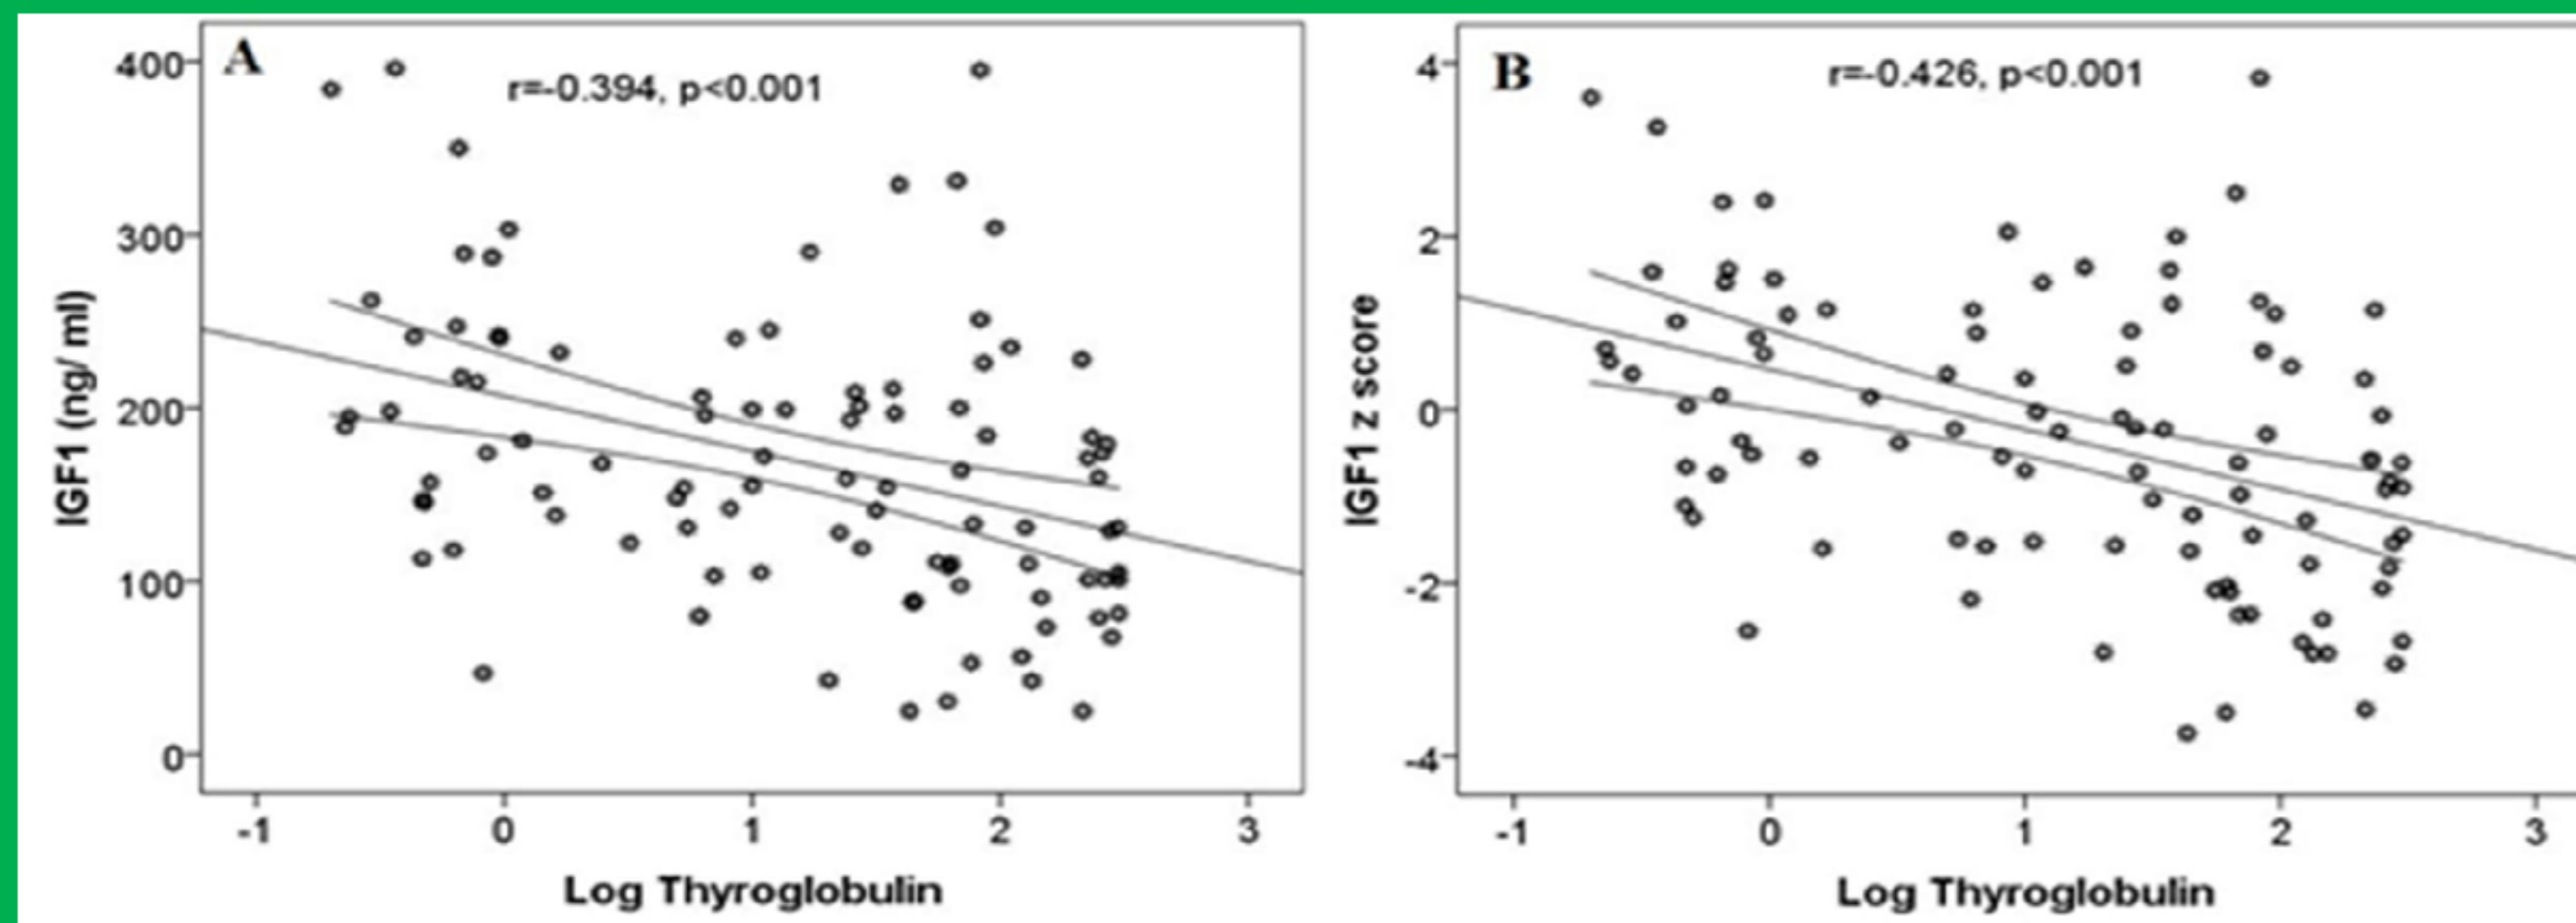 A
r=-0.394, p<0.001
400
300
200
100
0
IGF1 (ng/ ml)
-1 0 1 2 3
Log Thyroglobulin
B
r=-0.426, p<0.001
4
2
0
-2
-4
IGF1 z score
-1 0 1 2 3
Log Thyroglobulin